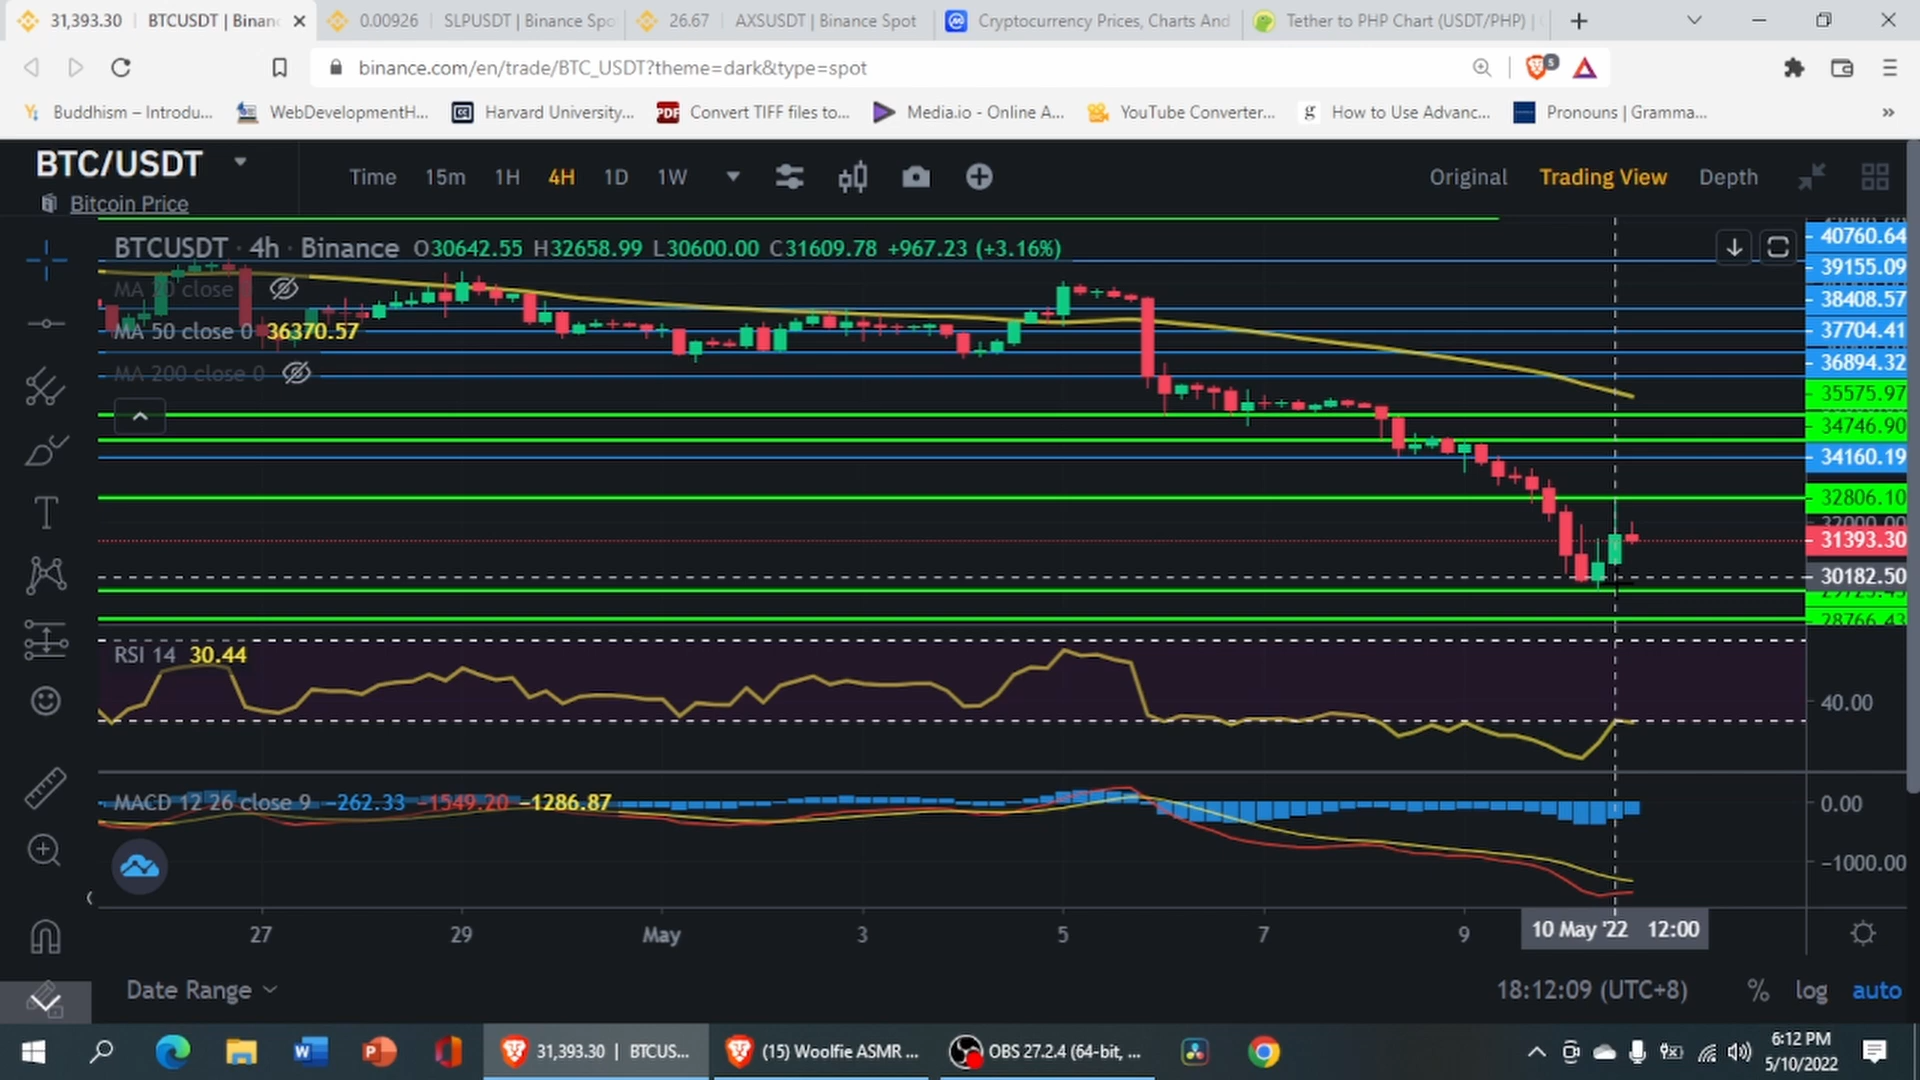 31,393.30 | BTCUSDT | Binan
0.00926 | SLPUSDT | Binance Spo
26.67 | AXSUSDT | Binance Spot
Cryptocurrency Prices, Charts And
Tether to PHP Chart (USDT/PHP) |
binance.com/en/trade/BTC_USDT?theme=dark&type=spot
5
Buddhism – Introdu...
WebDevelopmentH...
Harvard University...
PDF Convert TIFF files to...
Media.io - Online A...
YouTube Converter...
g How to Use Advanc...
Pronouns | Gramma...
»
BTC/USDT
Bitcoin Price
Time 15m 1H 4H 1D 1W
Original Trading View Depth
BTCUSDT · 4h · Binance O30642.55 H32658.99 L30600.00 C31609.78 +967.23 (+3.16%)
MA 20 close
MA 50 close 0 36370.57
MA 200 close 0
40760.64
39155.09
38408.57
37704.41
36894.32
35575.97
34746.90
34160.19
32806.10
32000.00
31393.30
30182.50
28766.43
RSI 14 30.44
40.00
MACD 12 26 close 9 −262.33 −1549.20 −1286.87
0.00
−1000.00
27 29 May 3 5 7 9
10 May '22 12:00
Date Range
18:12:09 (UTC+8) % log auto
31,393.30 | BTCUS...
(15) Woolfie ASMR ...
OBS 27.2.4 (64-bit, ...
6:12 PM
5/10/2022